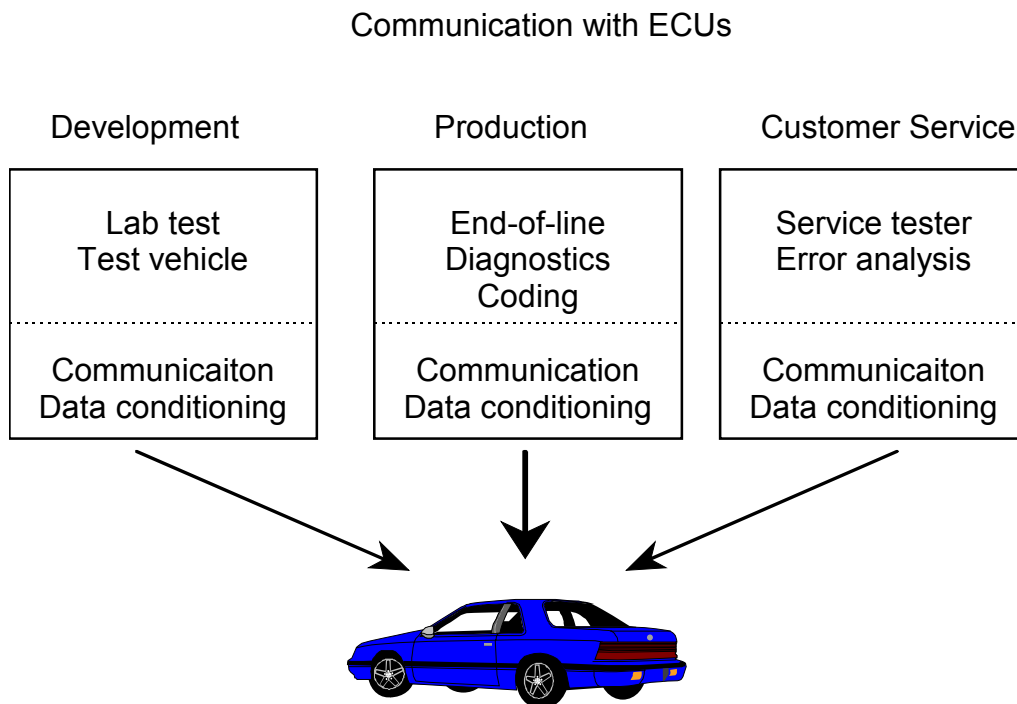 Communication with ECUs
Development
Production
Customer Service
Lab test
Test vehicle
End-of-line
Diagnostics
Coding
Service tester
Error analysis
Communicaiton
Data conditioning
Communication
Data conditioning
Communicaiton
Data conditioning